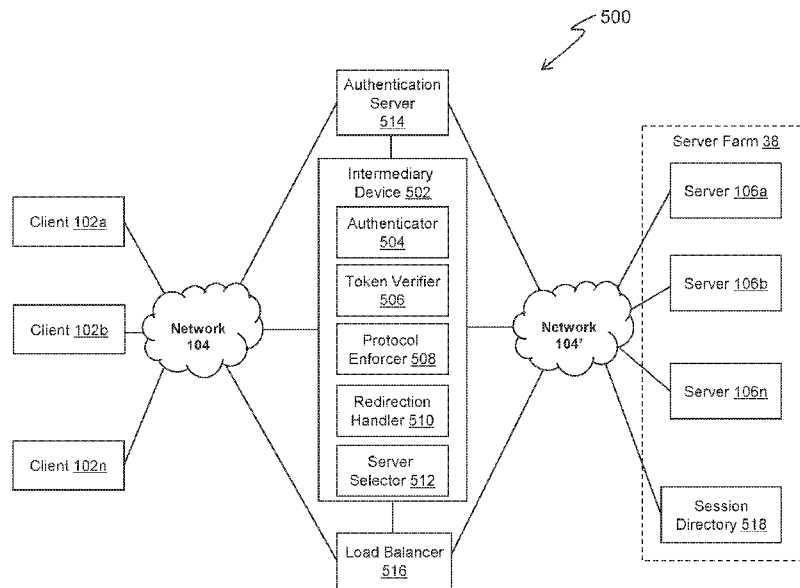 500
Authentication
Server
514
Intermediary
Device 502
Authenticator
504
Token Verifier
506
Protocol
Enforcer 508
Redirection
Handler 510
Server
Selector 512
Load Balancer
516
Client 102a
Client 102b
Client 102n
Network
104
Network
104'
Server Farm 38
Server 106a
Server 106b
Server 106n
Session
Directory 518